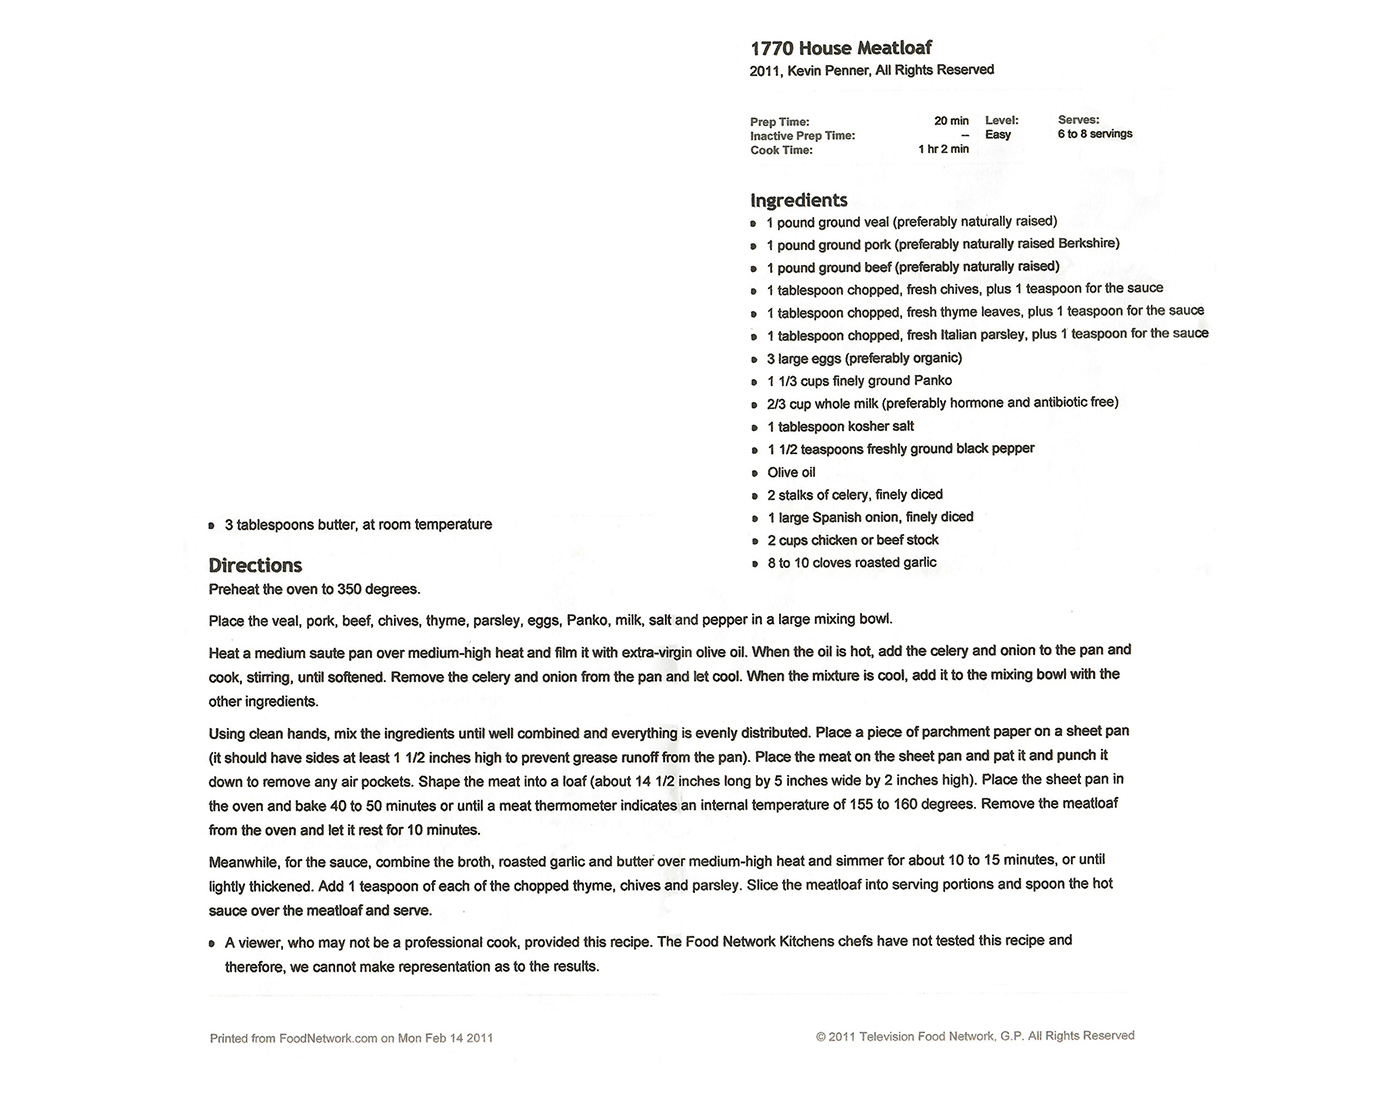 1770 House Meatloaf
2011, Kevin Penner, All Rights Reserved
Prep Time: 20 min Level: Serves:
Inactive Prep Time: -- Easy 6 to 8 servings
Cook Time: 1 hr 2 min
Ingredients
• 1 pound ground veal (preferably naturally raised)
• 1 pound ground pork (preferably naturally raised Berkshire)
• 1 pound ground beef (preferably naturally raised)
• 1 tablespoon chopped, fresh chives, plus 1 teaspoon for the sauce
• 1 tablespoon chopped, fresh thyme leaves, plus 1 teaspoon for the sauce
• 1 tablespoon chopped, fresh Italian parsley, plus 1 teaspoon for the sauce
• 3 large eggs (preferably organic)
• 1 1/3 cups finely ground Panko
• 2/3 cup whole milk (preferably hormone and antibiotic free)
• 1 tablespoon kosher salt
• 1 1/2 teaspoons freshly ground black pepper
• Olive oil
• 2 stalks of celery, finely diced
• 1 large Spanish onion, finely diced
• 2 cups chicken or beef stock
• 8 to 10 cloves roasted garlic
• 3 tablespoons butter, at room temperature
Directions
Preheat the oven to 350 degrees.
Place the veal, pork, beef, chives, thyme, parsley, eggs, Panko, milk, salt and pepper in a large mixing bowl.
Heat a medium saute pan over medium-high heat and film it with extra-virgin olive oil. When the oil is hot, add the celery and onion to the pan and
cook, stirring, until softened. Remove the celery and onion from the pan and let cool. When the mixture is cool, add it to the mixing bowl with the
other ingredients.
Using clean hands, mix the ingredients until well combined and everything is evenly distributed. Place a piece of parchment paper on a sheet pan
(it should have sides at least 1 1/2 inches high to prevent grease runoff from the pan). Place the meat on the sheet pan and pat it and punch it
down to remove any air pockets. Shape the meat into a loaf (about 14 1/2 inches long by 5 inches wide by 2 inches high). Place the sheet pan in
the oven and bake 40 to 50 minutes or until a meat thermometer indicates an internal temperature of 155 to 160 degrees. Remove the meatloaf
from the oven and let it rest for 10 minutes.
Meanwhile, for the sauce, combine the broth, roasted garlic and butter over medium-high heat and simmer for about 10 to 15 minutes, or until
lightly thickened. Add 1 teaspoon of each of the chopped thyme, chives and parsley. Slice the meatloaf into serving portions and spoon the hot
sauce over the meatloaf and serve.
• A viewer, who may not be a professional cook, provided this recipe. The Food Network Kitchens chefs have not tested this recipe and
therefore, we cannot make representation as to the results.
Printed from FoodNetwork.com on Mon Feb 14 2011 © 2011 Television Food Network, G.P. All Rights Reserved